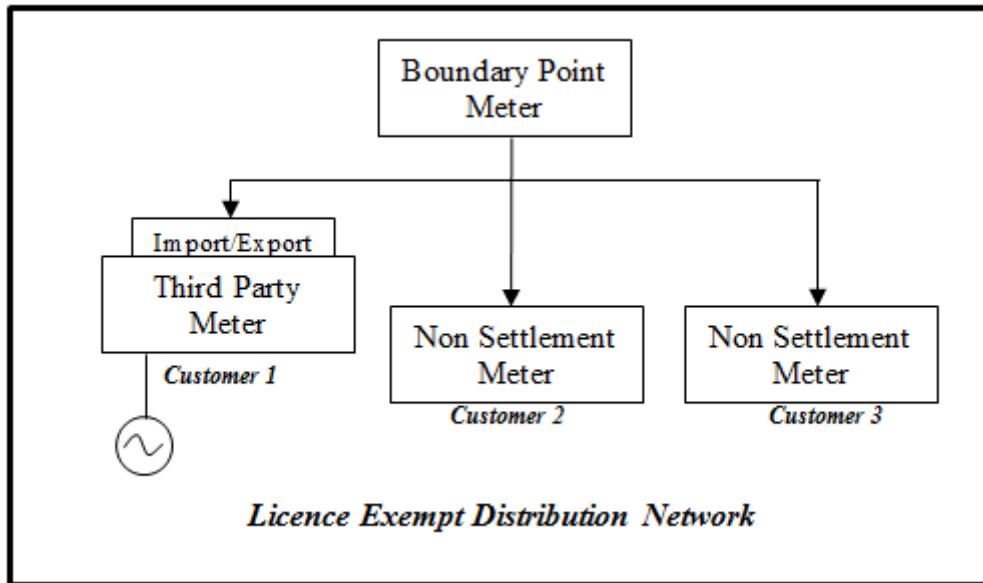 Boundary Point
Meter
Import/Export
Third Party
Meter
Customer 1
Non Settlement
Meter
Customer 2
Non Settlement
Meter
Customer 3
Licence Exempt Distribution Network